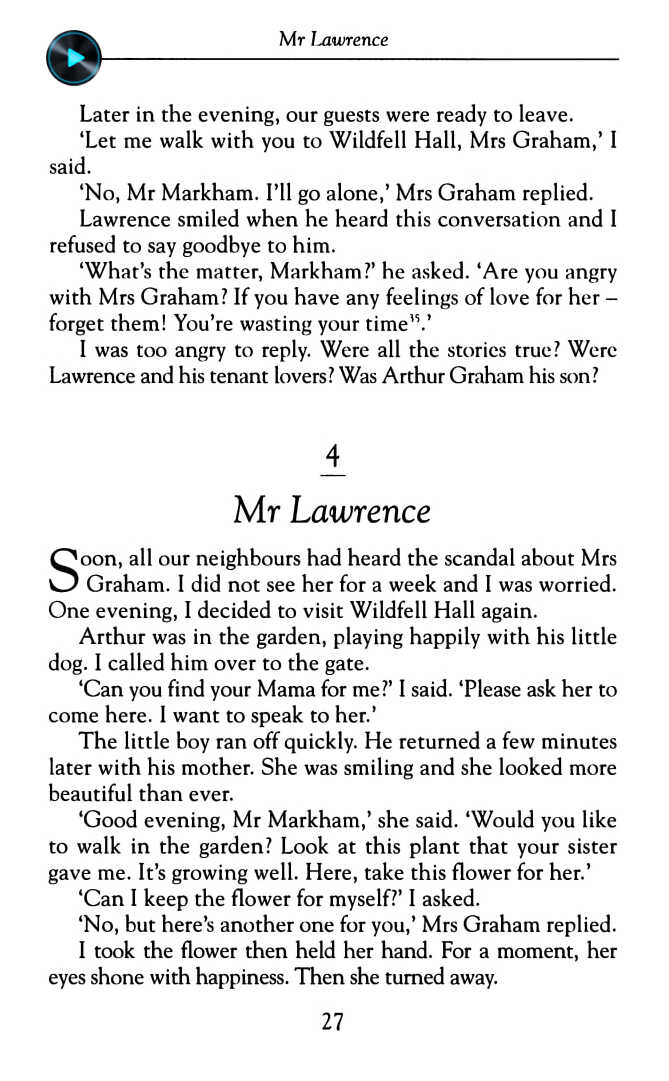 Mr Lawrence
Later in the evening, our guests were ready to leave.
‘Let me walk with you to Wildfell Hall, Mrs Graham,’ I
said.
‘No, Mr Markham. I’ll go alone,’ Mrs Graham replied.
Lawrence smiled when he heard this conversation and I
refused to say goodbye to him.
‘What’s the matter, Markham?’ he asked. ‘Are you angry
with Mrs Graham? If you have any feelings of love for her –
forget them! You’re wasting your time³⁵.’
I was too angry to reply. Were all the stories true? Were
Lawrence and his tenant lovers? Was Arthur Graham his son?
4
Mr Lawrence
Soon, all our neighbours had heard the scandal about Mrs
Graham. I did not see her for a week and I was worried.
One evening, I decided to visit Wildfell Hall again.
Arthur was in the garden, playing happily with his little
dog. I called him over to the gate.
‘Can you find your Mama for me?’ I said. ‘Please ask her to
come here. I want to speak to her.’
The little boy ran off quickly. He returned a few minutes
later with his mother. She was smiling and she looked more
beautiful than ever.
‘Good evening, Mr Markham,’ she said. ‘Would you like
to walk in the garden? Look at this plant that your sister
gave me. It’s growing well. Here, take this flower for her.’
‘Can I keep the flower for myself?’ I asked.
‘No, but here’s another one for you,’ Mrs Graham replied.
I took the flower then held her hand. For a moment, her
eyes shone with happiness. Then she turned away.
27